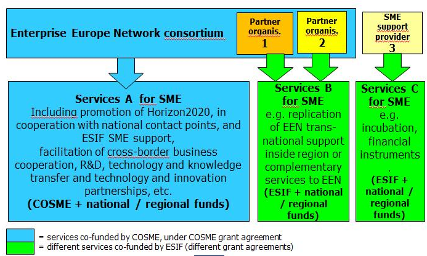 Enterprise Europe Network consortium
Partner
organis.
1
Partner
organis.
2
SME
support
provider
3
Services A for SME
Including promotion of Horizon2020, in
cooperation with national contact points, and
ESIF SME support,
facilitation of cross-border business
cooperation, R&D, technology and knowledge
transfer and technology and innovation
partnerships, etc.
(COSME + national / regional funds)
Services B
for SME
e.g. replication
of EEN trans-
national support
inside region or
complementary
services to EEN
(ESIF + national
/ regional
funds)
Services C
for SME
e.g.
incubation,
financial
instruments
.
(ESIF +
national /
regional
funds)
= services co-funded by COSME, under COSME grant agreement
= different services co-funded by ESIF (different grant agreements)